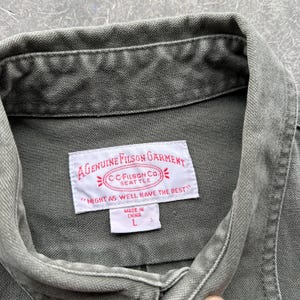 A GENUINE FILSON GARMENT
C.C. FILSON CO.
SEATTLE
"MIGHT AS WELL HAVE THE BEST"
MADE IN
CHINA
L